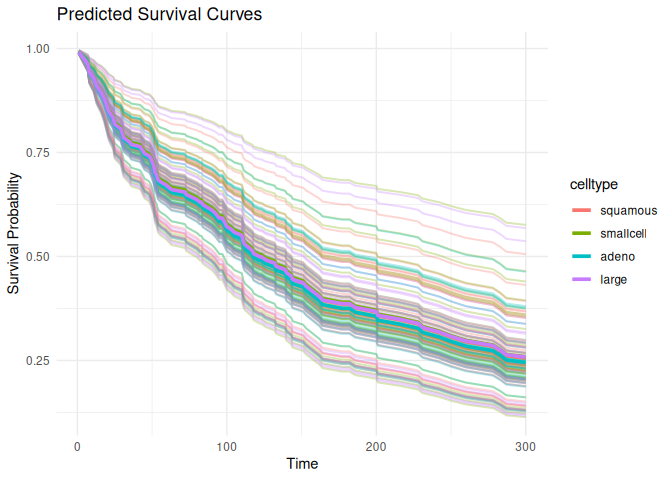 Predicted Survival Curves
1.00
0.75
0.50
0.25
Survival Probability
0
100
200
300
Time
celltype
squamous
smallcell
adeno
large